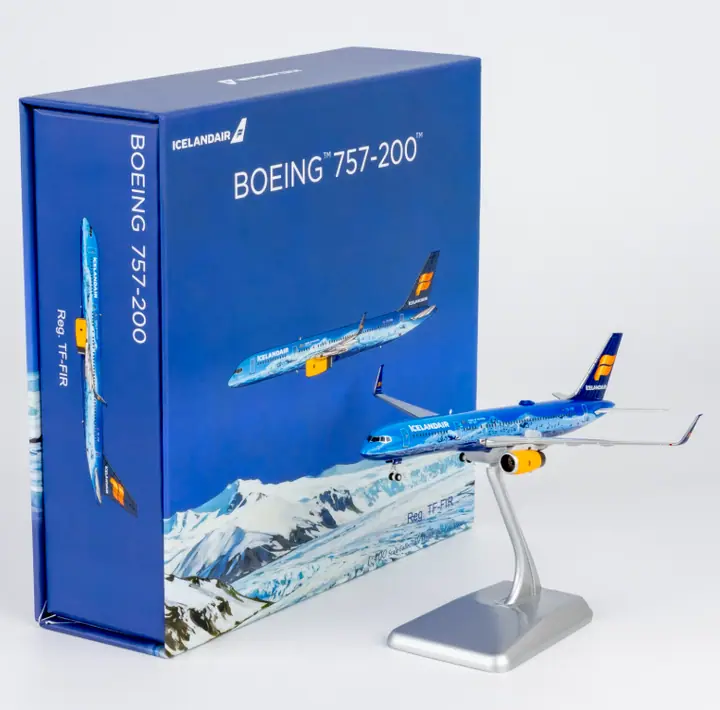 ICELANDAIR
BOEING™ 757-200™
BOEING 757-200
Reg. TF-FIR
ICELANDAIR
ICELANDAIR
Reg. TF-FIR
ICELANDAIR